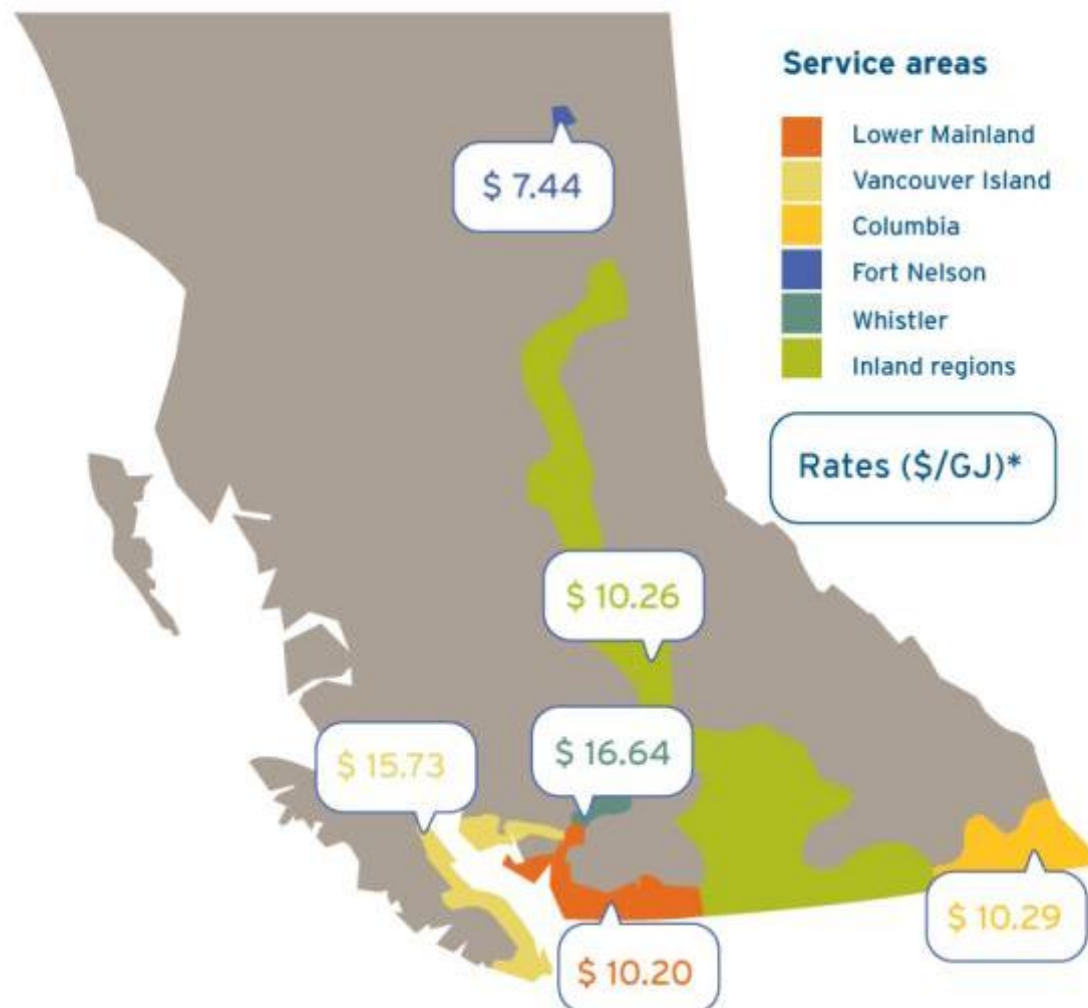 Service areas
Lower Mainland
Vancouver Island
Columbia
Fort Nelson
Whistler
Inland regions
Rates ($/GJ)*
$ 7.44
$ 10.26
$ 16.64
$ 15.73
$ 10.29
$ 10.20